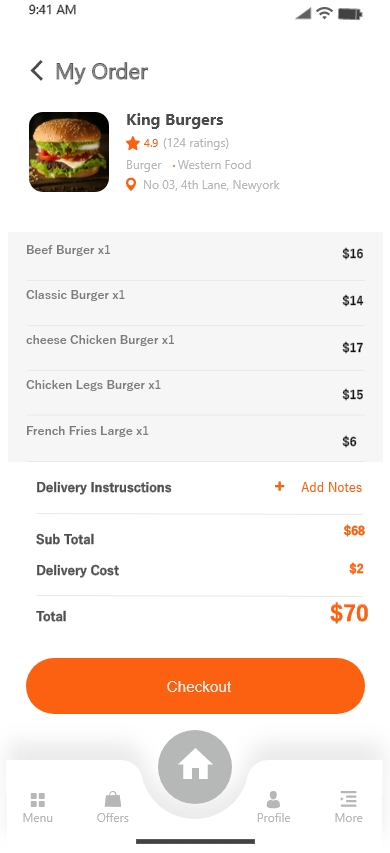 9:41 AM
My Order
King Burgers
4.9 (124 ratings)
Burger • Western Food
No 03, 4th Lane, Newyork
Beef Burger x1 $16
Classic Burger x1 $14
cheese Chicken Burger x1 $17
Chicken Legs Burger x1 $15
French Fries Large x1 $6
Delivery Instrusctions + Add Notes
Sub Total $68
Delivery Cost $2
Total $70
Checkout
Menu Offers Profile More